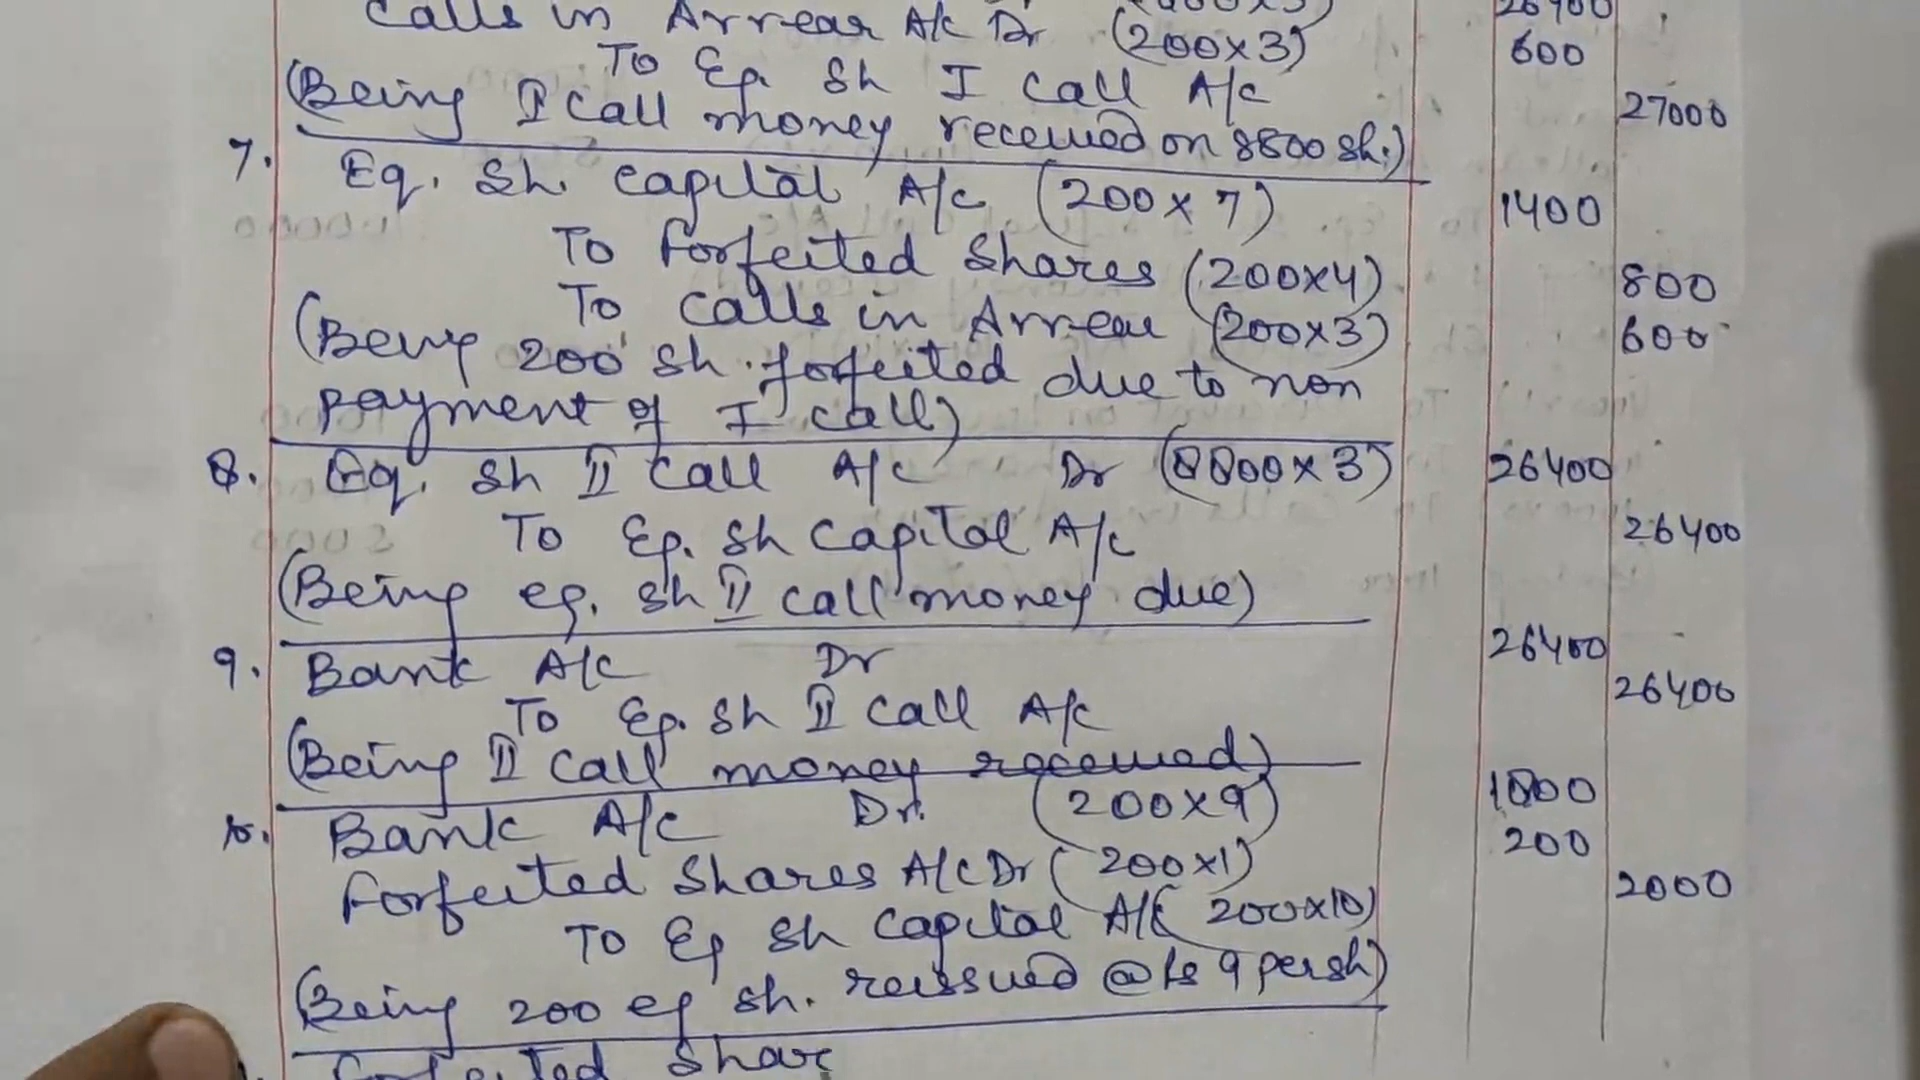 Calls in Arrear A/c Dr (200x3) 26400
600
To Eq. Sh I Call A/c 27000
(Being I Call money received on 8800 sh.)
7. Eq. Sh. Capital A/c (200x7) 1400
To Forfeited Shares (200x4) 800
To Calls in Arrear (200x3) 600
(Being 200 sh. forfeited due to non
payment of I call)
8. Eq. Sh II Call A/c Dr (8800x3) 26400
To Eq. Sh Capital A/c 26400
(Being eq. sh II call money due)
9. Bank A/c Dr 26400
To Eq. Sh II Call A/c 26400
(Being II Call money received)
10. Bank A/c Dr. (200x9) 1800
Forfeited Shares A/c Dr (200x1) 200
To Eq Sh Capital A/c (200x10) 2000
(Being 200 eq sh. reissued @ Rs 9 per sh)
Forfeited Shar